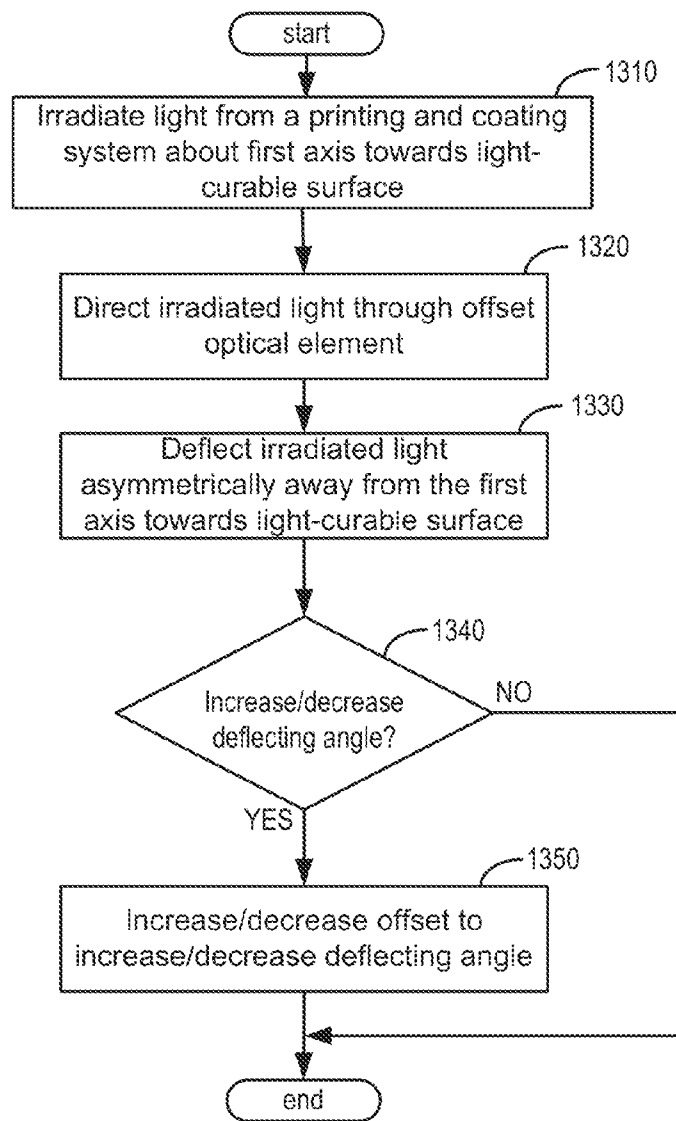 start
1310
Irradiate light from a printing and coating
system about first axis towards light-
curable surface
1320
Direct irradiated light through offset
optical element
1330
Deflect irradiated light
asymmetrically away from the first
axis towards light-curable surface
1340
Increase/decrease
deflecting angle?
NO
YES
1350
Increase/decrease offset to
increase/decrease deflecting angle
end